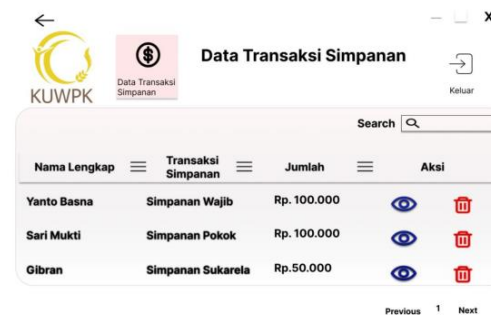 X
Data Transaksi Simpanan
Data Transaksi
Simpanan
KUWPK
Keluar
Search
Nama Lengkap Transaksi Simpanan Jumlah Aksi
Yanto Basna Simpanan Wajib Rp. 100.000
Sari Mukti Simpanan Pokok Rp. 100.000
Gibran Simpanan Sukarela Rp.50.000
Previous 1 Next